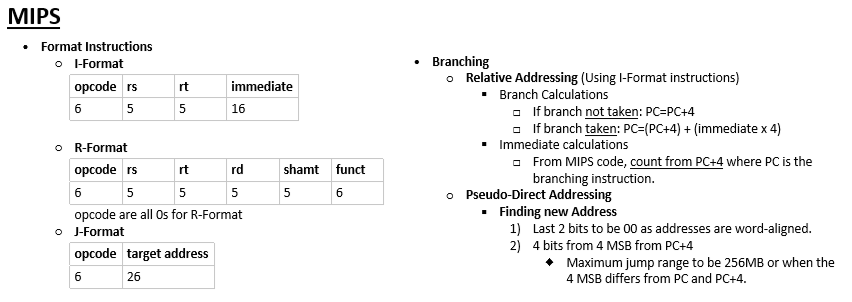 MIPS
• Format Instructions
o I-Format
opcode rs rt immediate
6 5 5 16
o R-Format
opcode rs rt rd shamt funct
6 5 5 5 5 6
opcode are all 0s for R-Format
o J-Format
opcode target address
6 26
• Branching
o Relative Addressing (Using I-Format instructions)
▪ Branch Calculations
□ If branch not taken: PC=PC+4
□ If branch taken: PC=(PC+4) + (immediate x 4)
▪ Immediate calculations
□ From MIPS code, count from PC+4 where PC is the
branching instruction.
o Pseudo-Direct Addressing
▪ Finding new Address
1) Last 2 bits to be 00 as addresses are word-aligned.
2) 4 bits from 4 MSB from PC+4
◆ Maximum jump range to be 256MB or when the
4 MSB differs from PC and PC+4.